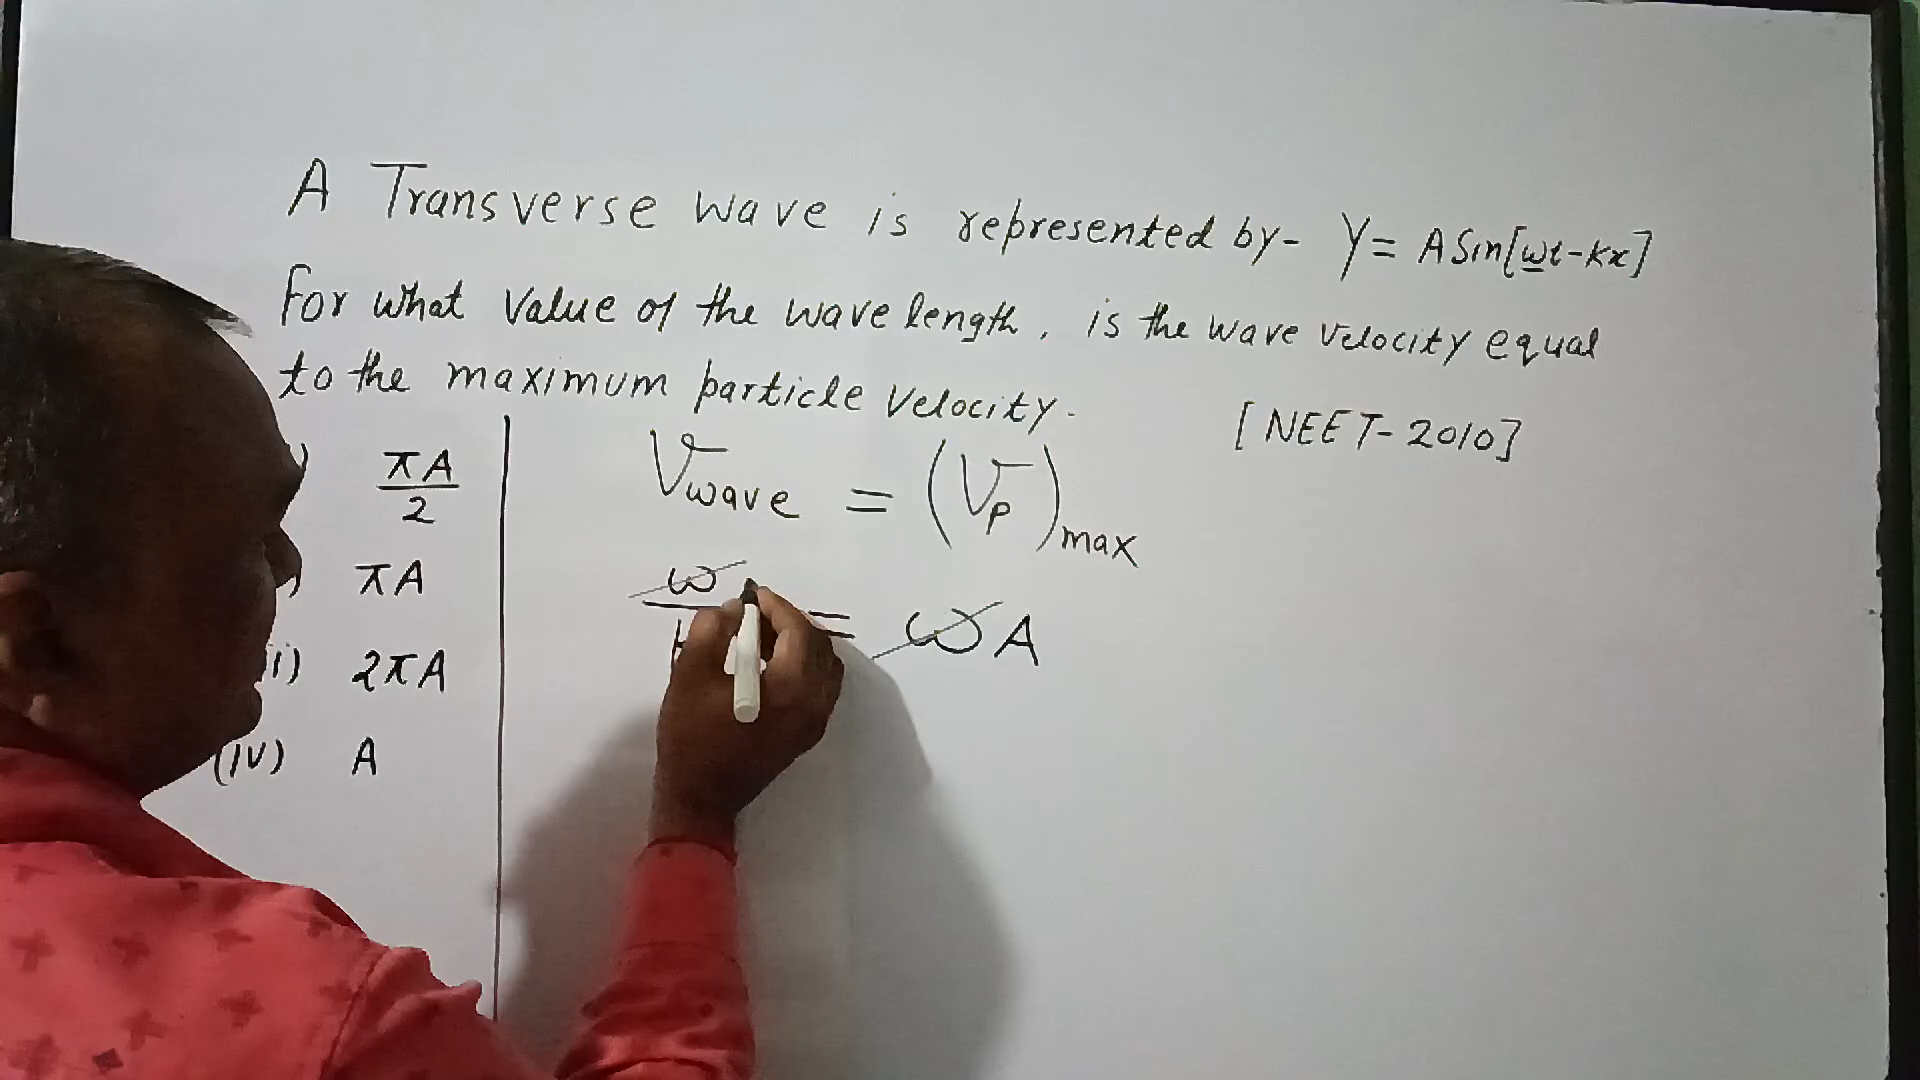 A Transverse wave is represented by- Y = A Sin[ωt-kx]
For what value of the wave length, is the wave velocity equal
to the maximum particle velocity.
[NEET-2010]
πA/2
πA
2πA
(iv) A
Vwave = (Vp)max
ω = ωA